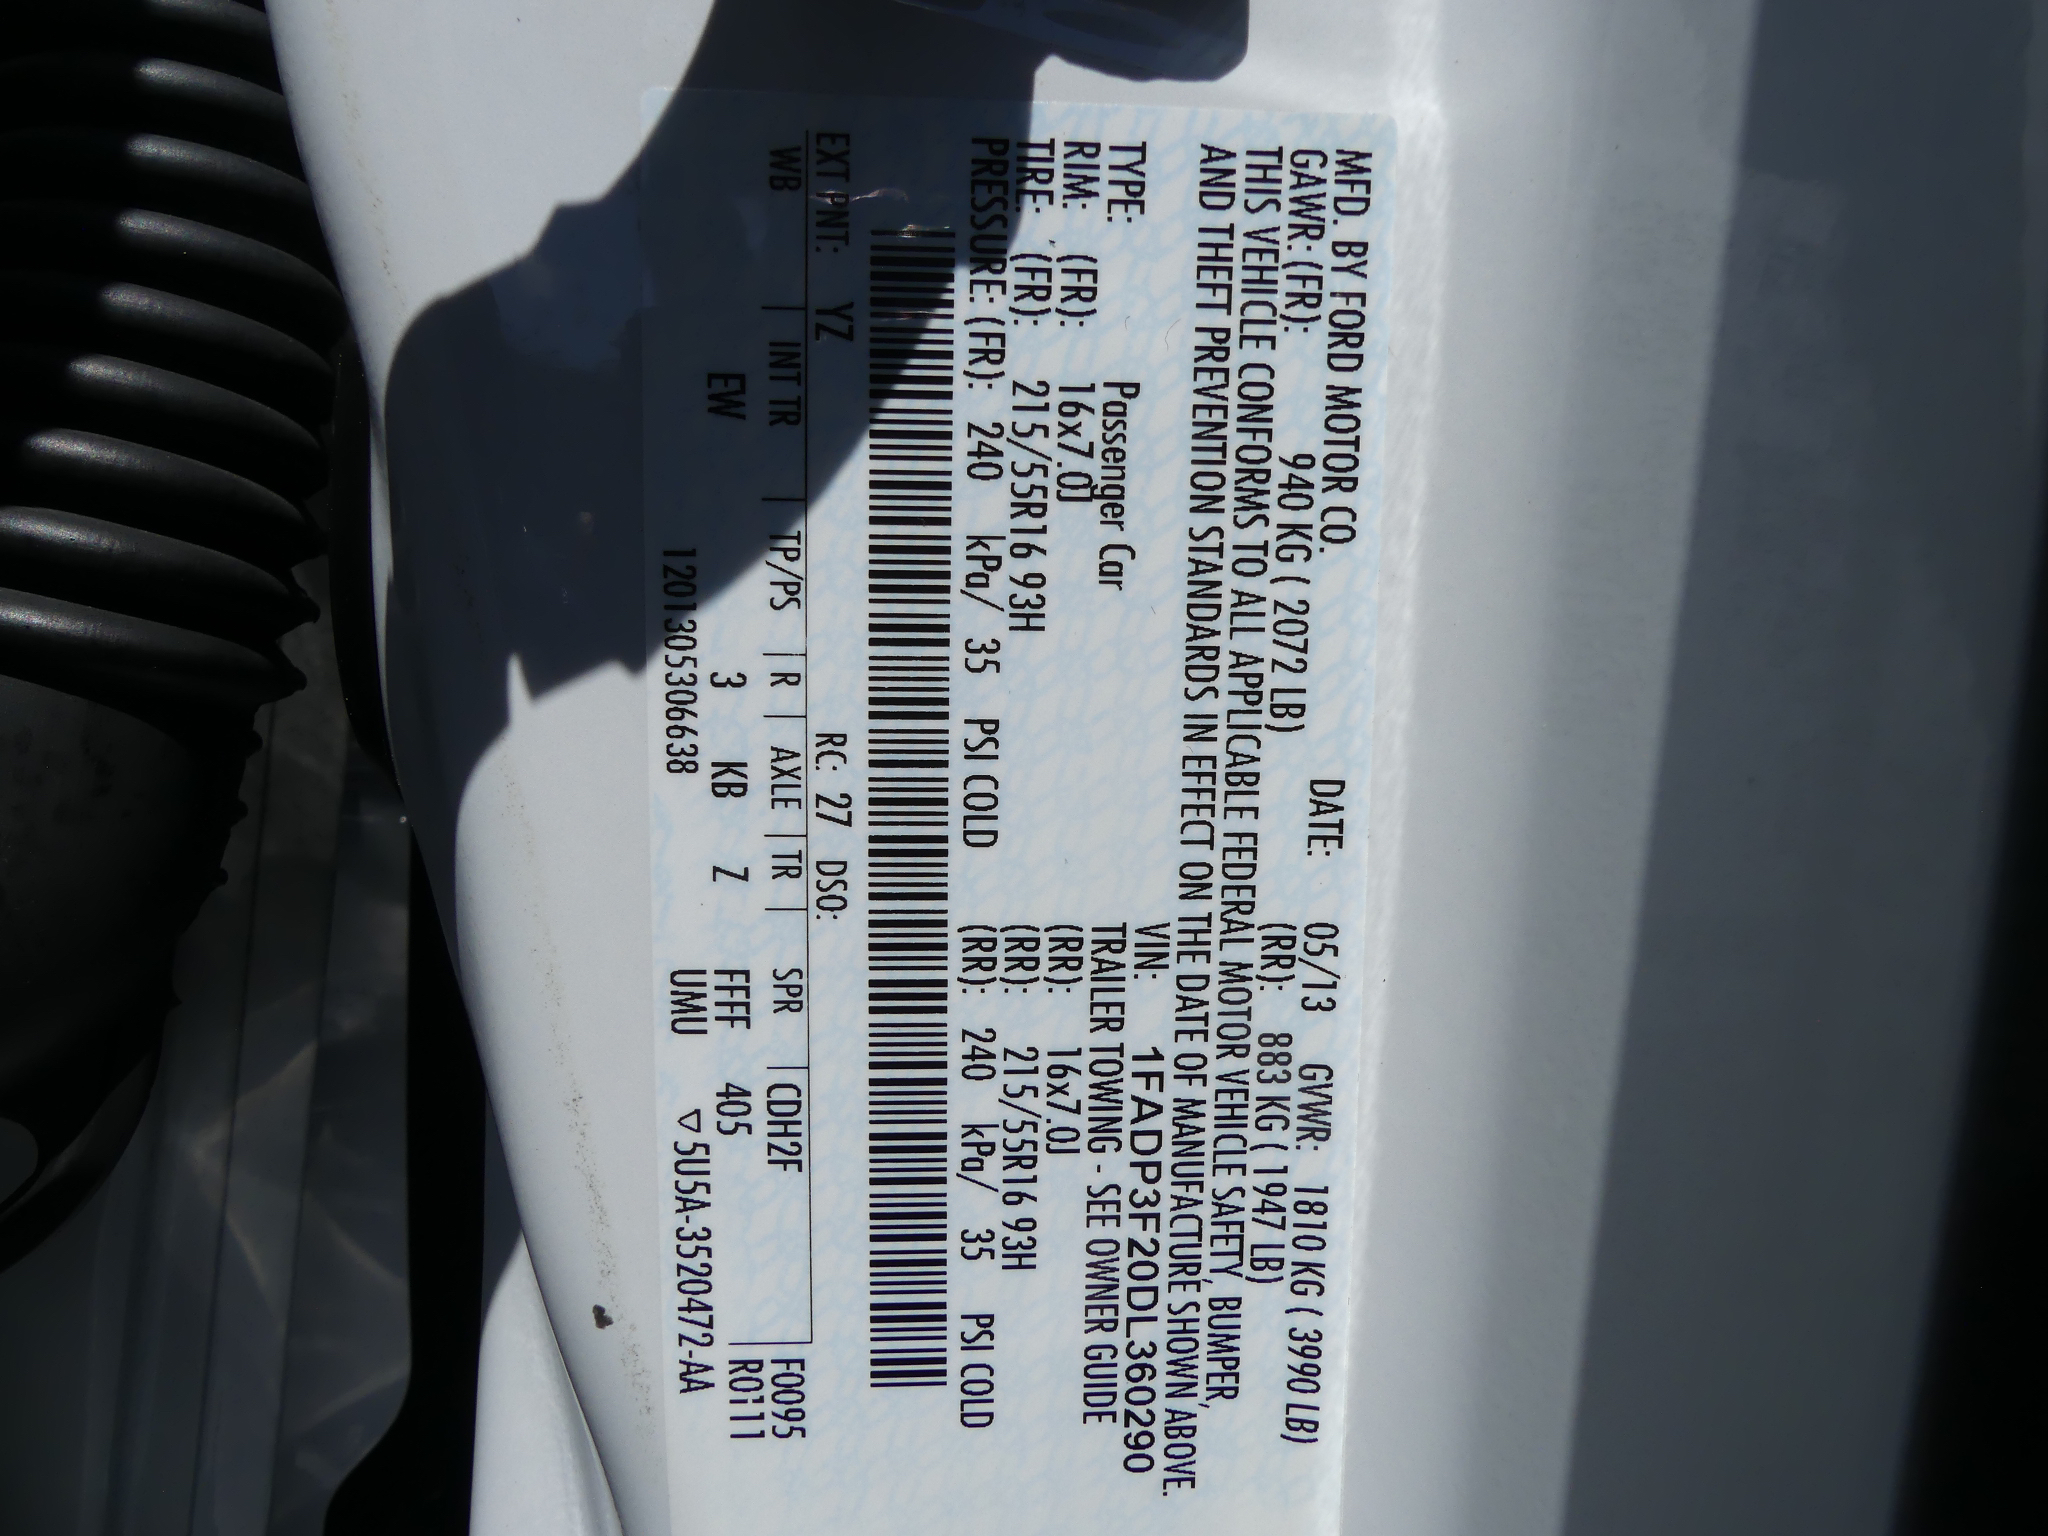 MFD. BY FORD MOTOR CO. DATE: 05/13 GVWR: 1810 KG ( 3990 LB)
GAWR: (FR): 940 KG ( 2072 LB) (RR): 883 KG ( 1947 LB)
THIS VEHICLE CONFORMS TO ALL APPLICABLE FEDERAL MOTOR VEHICLE SAFETY, BUMPER,
AND THEFT PREVENTION STANDARDS IN EFFECT ON THE DATE OF MANUFACTURE SHOWN ABOVE.
VIN: 1FADP3F20DL360290
TYPE: Passenger Car TRAILER TOWING - SEE OWNER GUIDE
RIM: (FR): 16x7.0J (RR): 16x7.0J
TIRE: (FR): 215/55R16 93H (RR): 215/55R16 93H
PRESSURE: (FR): 240 kPa/ 35 PSI COLD (RR): 240 kPa/ 35 PSI COLD
EXT PNT: YZ RC: 27 DSO:
WB | INT TR | TP/PS | R | AXLE | TR | SPR | CDH2F F0095
EW 3 KB Z FFFF 405 R0111
1201305306638 UMU ▽5U5A-3520472-AA